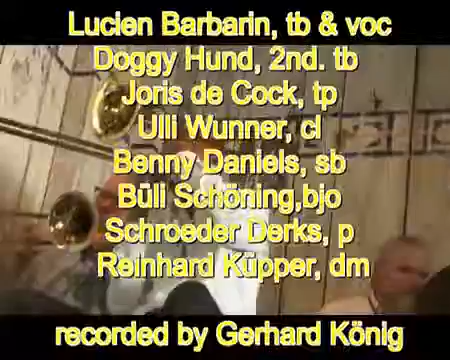 Lucien Barbarin, tb & voc
Doggy Hund, 2nd. tb
Joris de Cock, tp
Ulli Wunner, cl
Benny Daniels, sb
Büli Schöning,bjo
Schroeder Derks, p
Reinhard Küpper, dm
recorded by Gerhard König